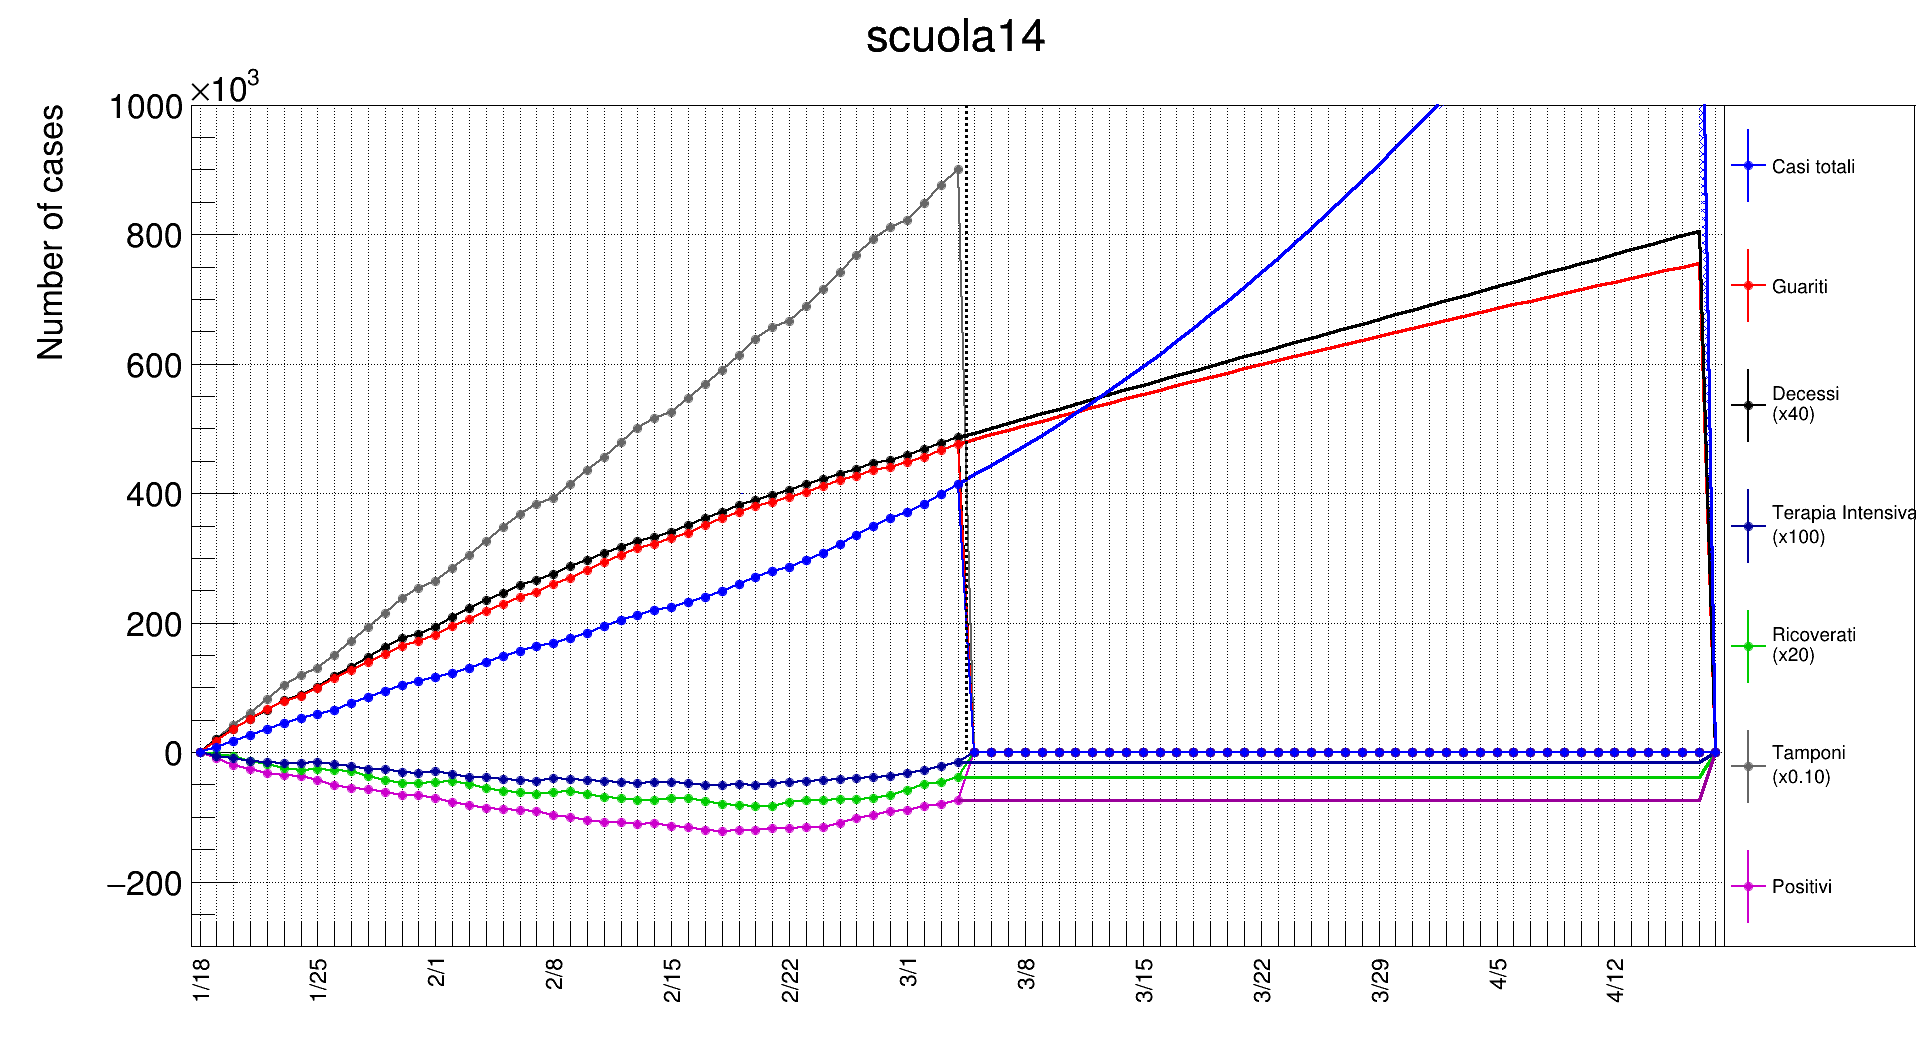 scuola14
×10³
Number of cases
1000
800
600
400
200
0
−200
1/18
1/25
2/1
2/8
2/15
2/22
3/1
3/8
3/15
3/22
3/29
4/5
4/12
Casi totali
Guariti
Decessi
(x40)
Terapia Intensiva
(x100)
Ricoverati
(x20)
Tamponi
(x0.10)
Positivi